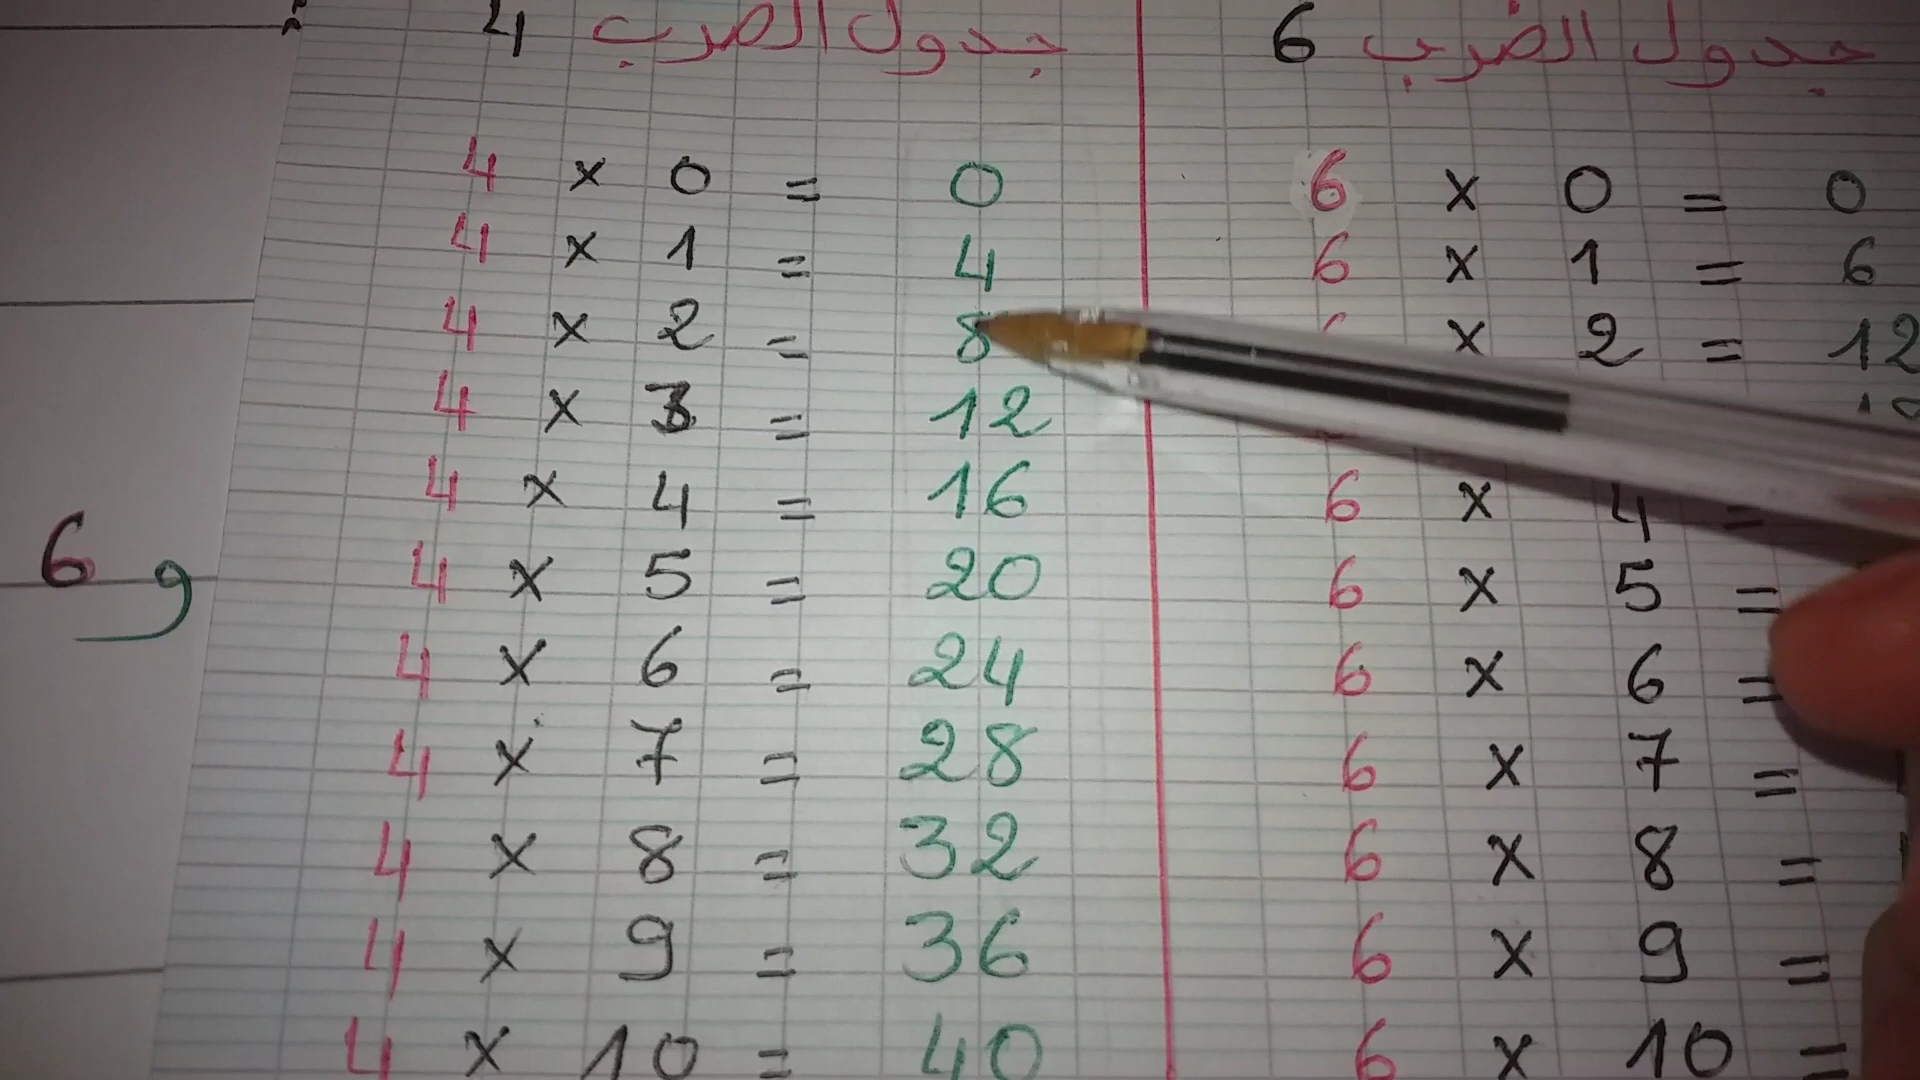 جدول الضرب 4
4 × 0 = 0
4 × 1 = 4
4 × 2 = 8
4 × 3 = 12
4 × 4 = 16
4 × 5 = 20
4 × 6 = 24
4 × 7 = 28
4 × 8 = 32
4 × 9 = 36
4 × 10 = 40
جدول الضرب 6
6 × 0 = 0
6 × 1 = 6
× 2 = 12
6 × 4 =
6 × 5 =
6 × 6 =
6 × 7 =
6 × 8 =
6 × 9 =
6 × 10 =
6 و